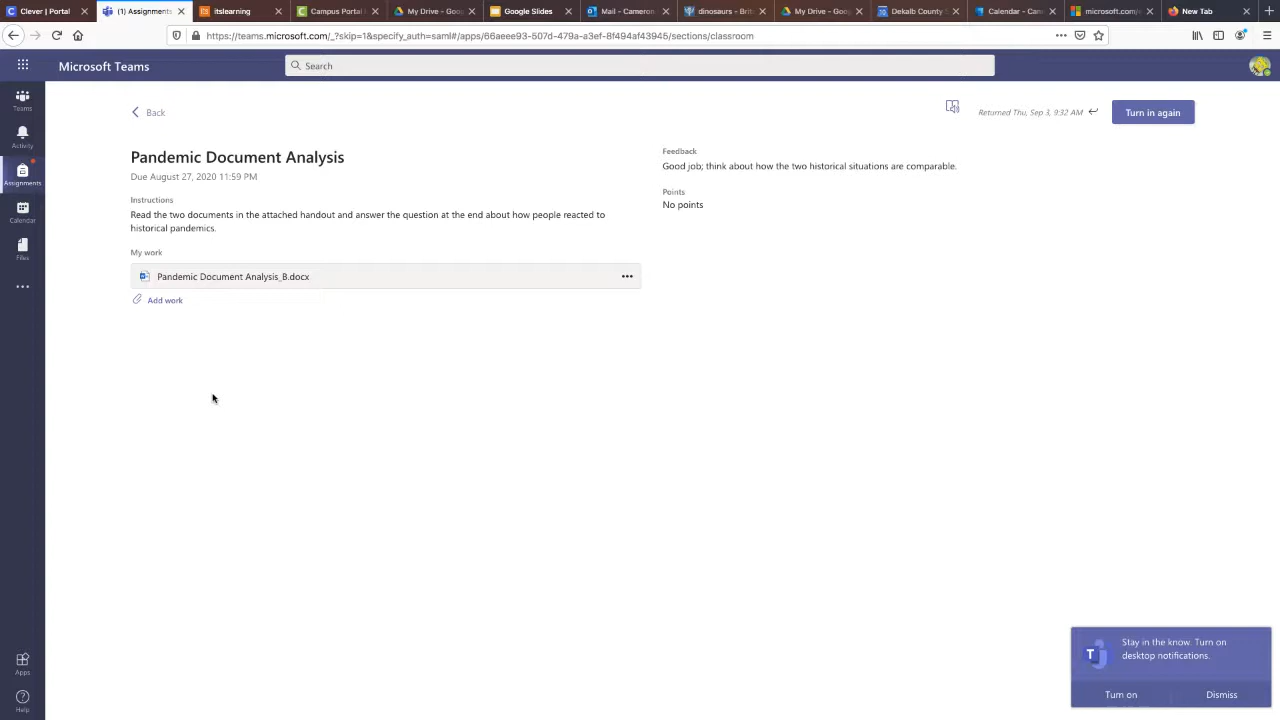 Clever | Portal
(1) Assignments
itslearning
Campus Portal
My Drive - Goo
Google Slides
Mail - Cameron
dinosaurs - Brit
My Drive - Goo
Dekalb County S
Calendar - Cam
microsoft.com/e
New Tab
https://teams.microsoft.com/_?skip=1&specify_auth=saml#/apps/66aeee93-507d-479a-a3ef-8f494af43945/sections/classroom
Microsoft Teams
Search
Teams
Activity
Assignments
Calendar
Files
Apps
Help
Back
Returned Thu, Sep 3, 9:32 AM
Turn in again
Pandemic Document Analysis
Due August 27, 2020 11:59 PM
Instructions
Read the two documents in the attached handout and answer the question at the end about how people reacted to
historical pandemics.
My work
Pandemic Document Analysis_B.docx
Add work
Feedback
Good job; think about how the two historical situations are comparable.
Points
No points
Stay in the know. Turn on
desktop notifications.
Turn on
Dismiss